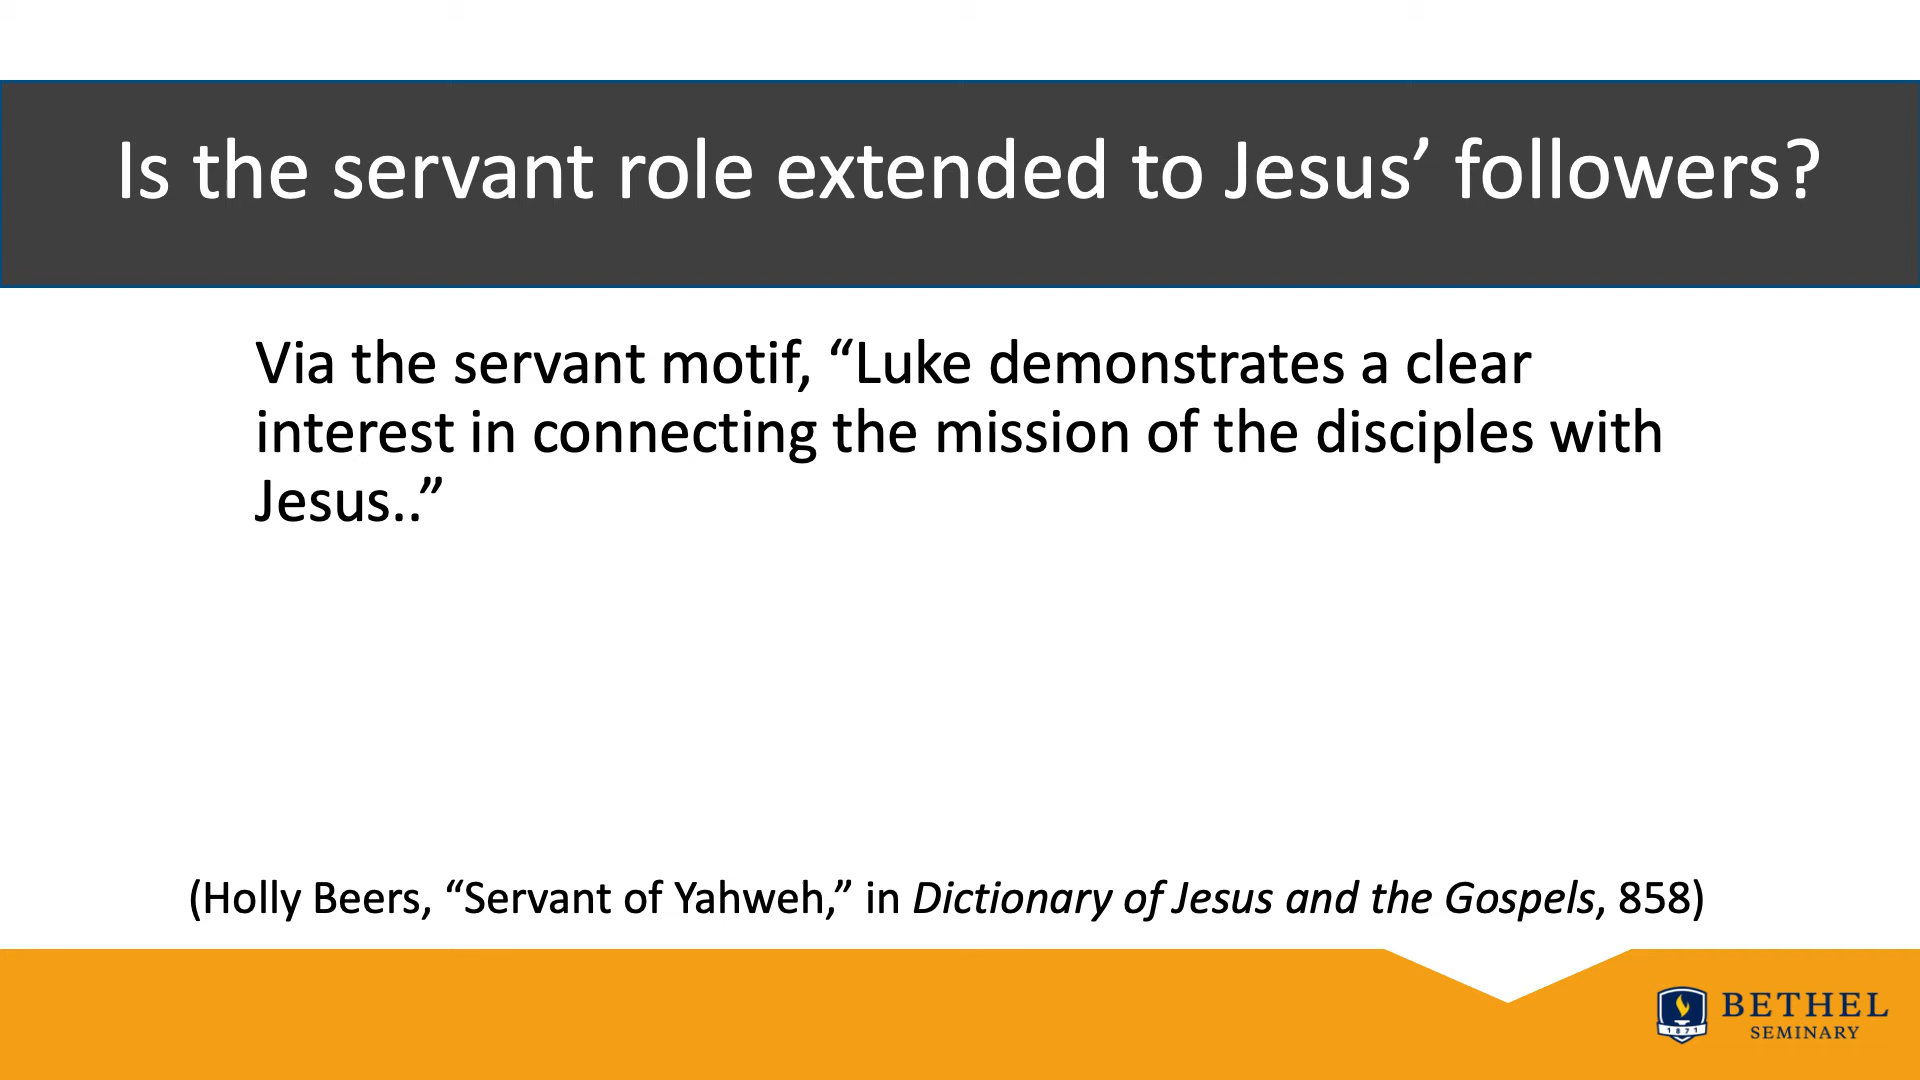 Is the servant role extended to Jesus’ followers?
Via the servant motif, “Luke demonstrates a clear
interest in connecting the mission of the disciples with
Jesus..”
(Holly Beers, “Servant of Yahweh,” in Dictionary of Jesus and the Gospels, 858)
1871
BETHEL
SEMINARY